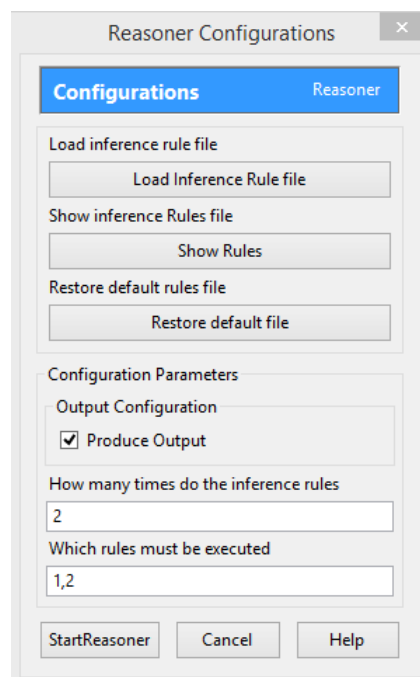 Reasoner Configurations
Configurations Reasoner
Load inference rule file
Load Inference Rule file
Show inference Rules file
Show Rules
Restore default rules file
Restore default file
Configuration Parameters
Output Configuration
Produce Output
How many times do the inference rules
2
Which rules must be executed
1,2
StartReasoner Cancel Help